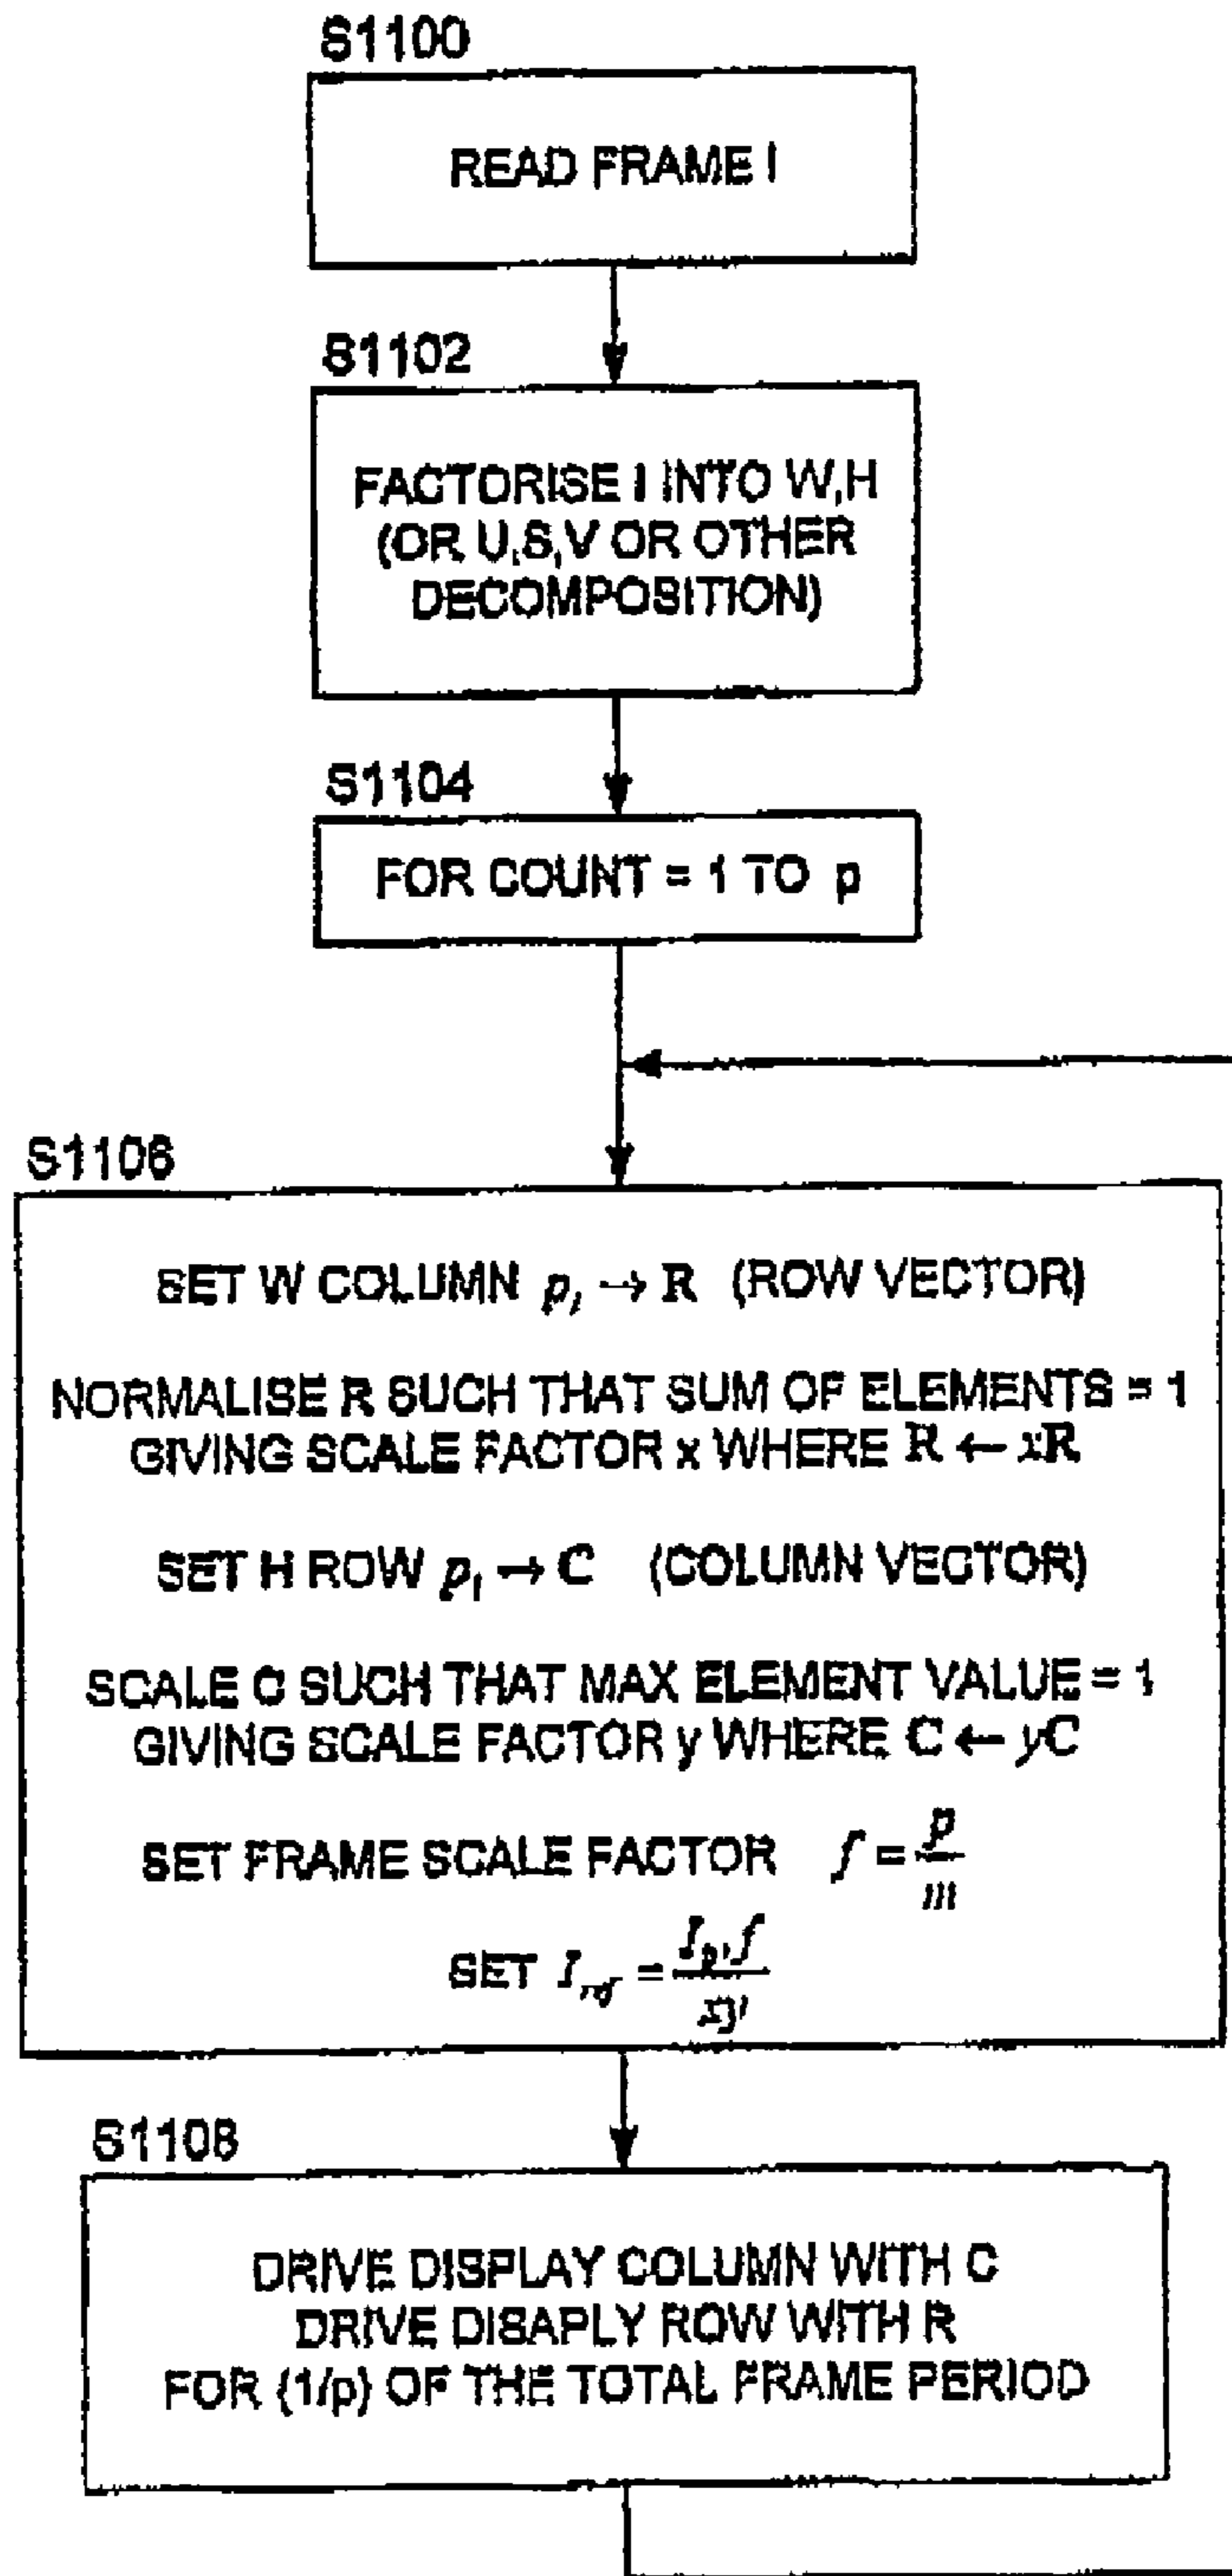 S1100
READ FRAME I
S1102
FACTORISE I INTO W,H
(OR U,S,V OR OTHER
DECOMPOSITION)
S1104
FOR COUNT = 1 TO p
S1106
SET W COLUMN pᵢ → R (ROW VECTOR)
NORMALISE R SUCH THAT SUM OF ELEMENTS = 1
GIVING SCALE FACTOR x WHERE R ← xR
SET H ROW pᵢ → C (COLUMN VECTOR)
SCALE C SUCH THAT MAX ELEMENT VALUE = 1
GIVING SCALE FACTOR y WHERE C ← yC
SET FRAME SCALE FACTOR f = p/m
SET
S1108
DRIVE DISPLAY COLUMN WITH C
DRIVE DISAPLY ROW WITH R
FOR (1/p) OF THE TOTAL FRAME PERIOD